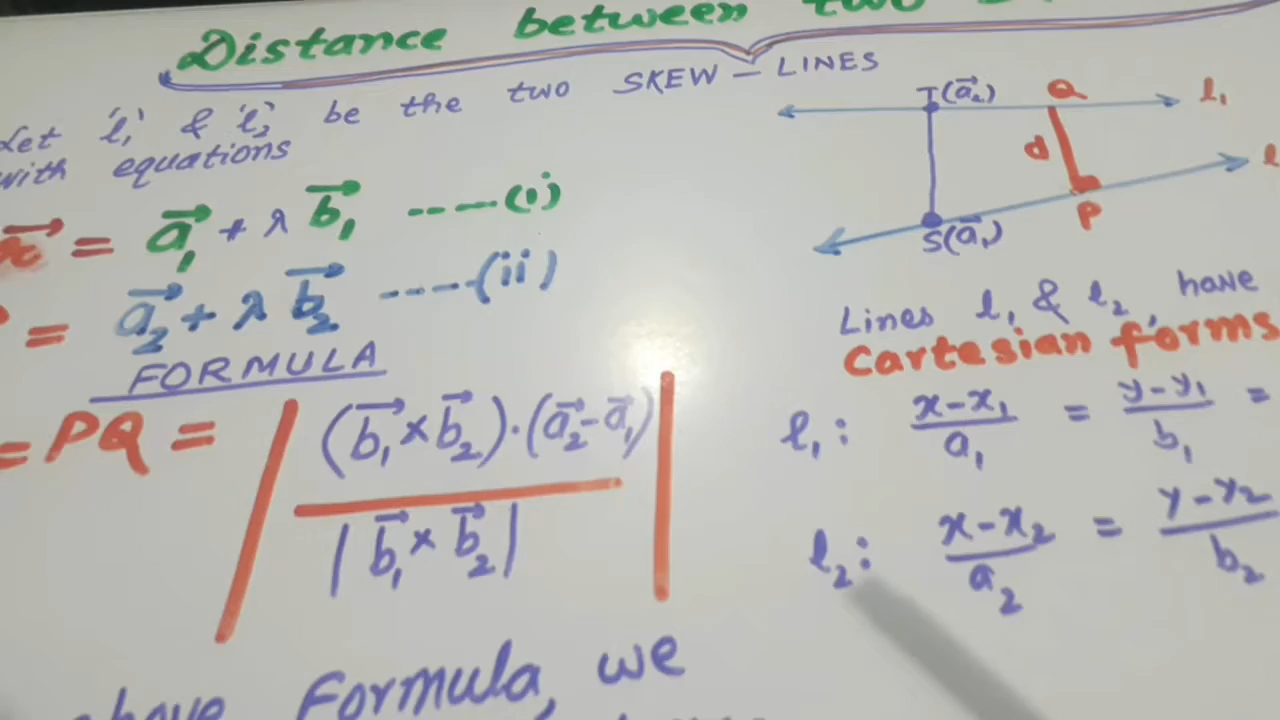 Distance between two
Let 'l₁' & 'l₂' be the two SKEW – LINES
with equations
= a₁⃗ + λ b₁⃗ ----(i)
= a₂⃗ + λ b₂⃗ ----(ii)
FORMULA
= PQ = | (b₁⃗ × b₂⃗) · (a₂⃗ - a₁⃗) / |b₁⃗ × b₂⃗| |
above Formula, we
T(a₂⃗) Q l₁
d
S(a₁⃗) P l
Lines l₁ & l₂, have
Cartesian forms
l₁: (x-x₁)/a₁ = (y-y₁)/b₁ =
l₂: (x-x₂)/a₂ = (y-y₂)/b₂